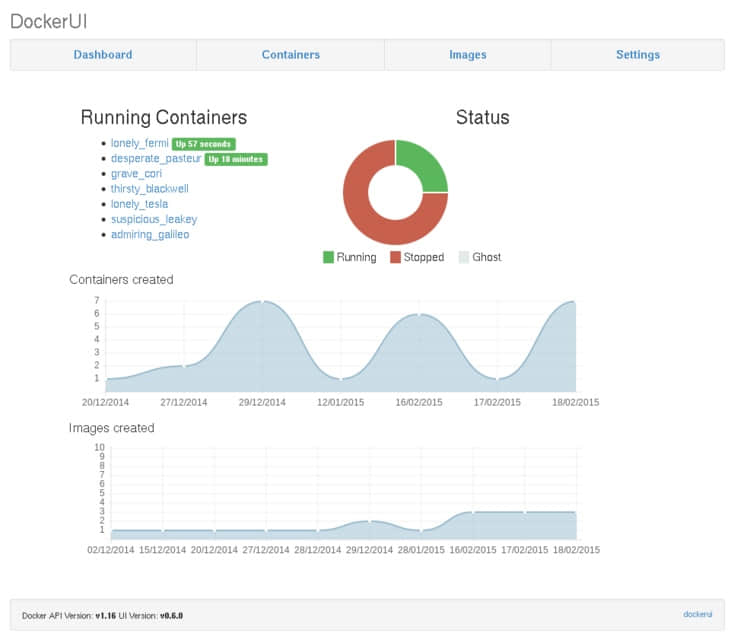 DockerUI
Dashboard Containers Images Settings
Running Containers
lonely_fermi Up 57 seconds
desperate_pasteur Up 18 minutes
grave_cori
thirsty_blackwell
lonely_tesla
suspicious_leakey
admiring_galileo
Status
Running Stopped Ghost
Containers created
7
6
5
4
3
2
1
20/12/2014 27/12/2014 29/12/2014 12/01/2015 16/02/2015 17/02/2015 18/02/2015
Images created
10
9
8
7
6
5
4
3
2
1
02/12/2014 15/12/2014 20/12/2014 27/12/2014 28/12/2014 29/12/2014 28/01/2015 16/02/2015 17/02/2015 18/02/2015
Docker API Version: v1.16 UI Version: v0.6.0 dockerui